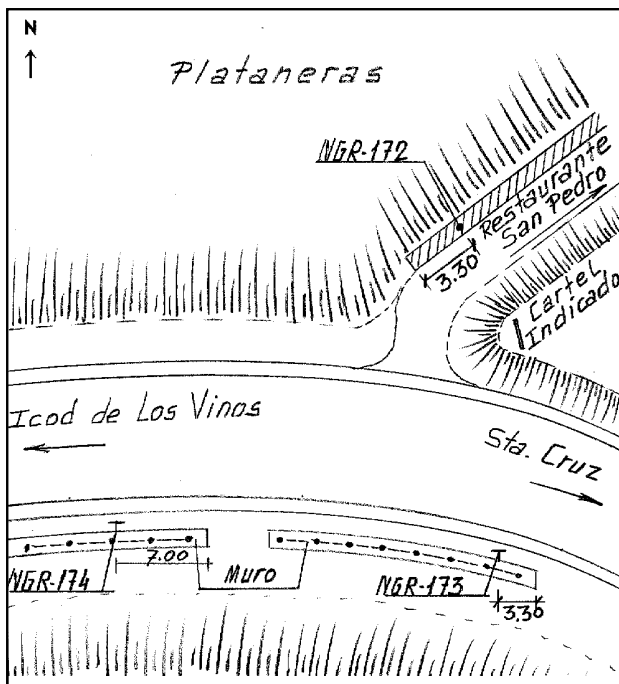 N
Plataneras
NGR-172
Restaurante
San Pedro
3.30
Cartel
Indicado
Icod de Los Vinos
Sta. Cruz
7.00
NGR-174
Muro
NGR-173
3.30